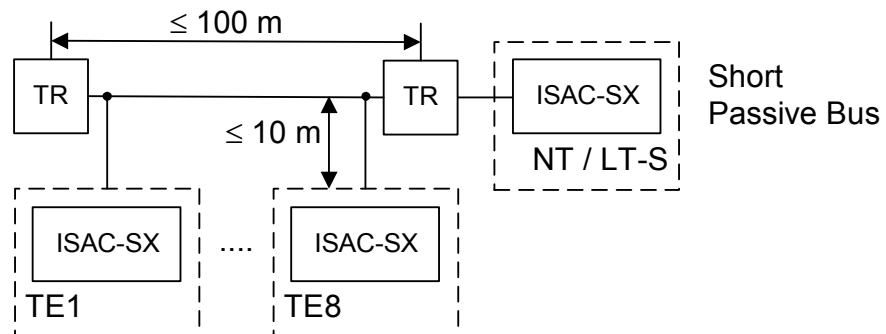 ≤ 100 m
TR
TR
ISAC-SX
Short
Passive Bus
≤ 10 m
NT / LT-S
ISAC-SX
....
ISAC-SX
TE1
TE8